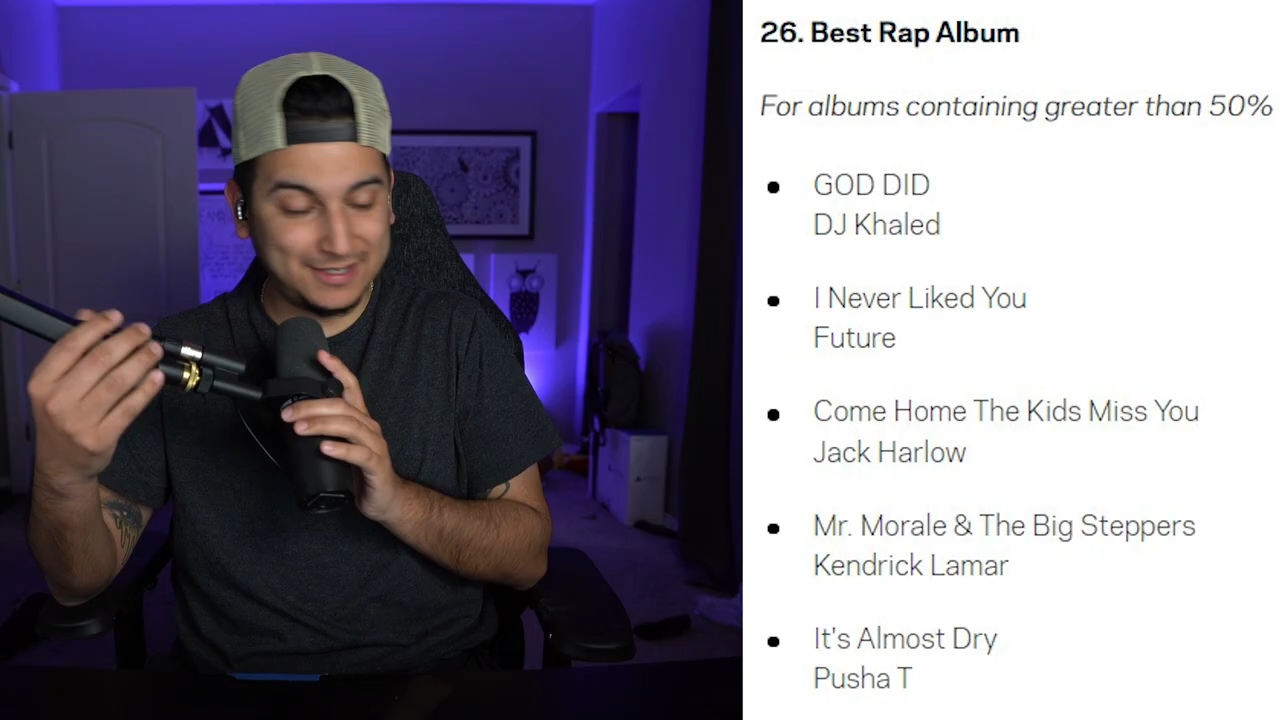 26. Best Rap Album
For albums containing greater than 50%
GOD DID
DJ Khaled
I Never Liked You
Future
Come Home The Kids Miss You
Jack Harlow
Mr. Morale & The Big Steppers
Kendrick Lamar
It's Almost Dry
Pusha T